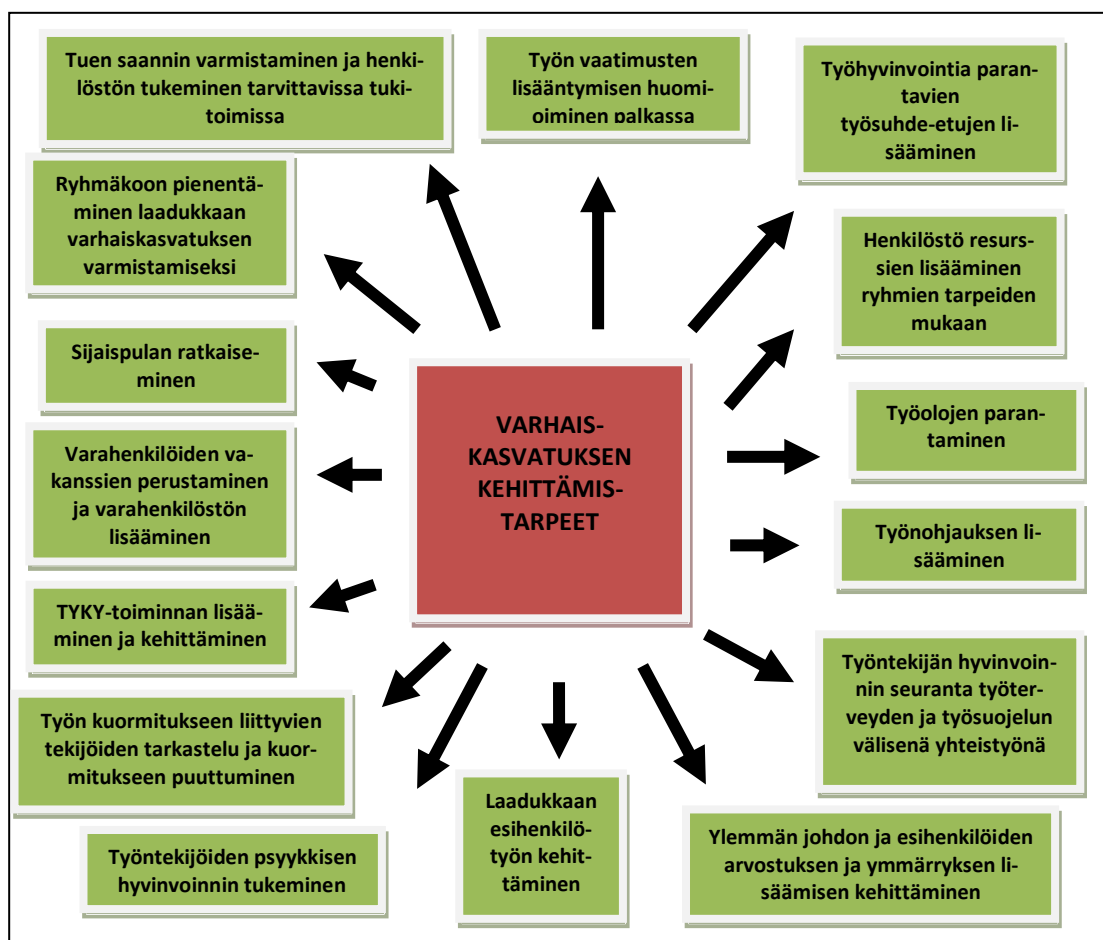 Tuen saannin varmistaminen ja henki-
löstön tukeminen tarvittavissa tuki-
toimissa
Työn vaatimusten
lisääntymisen huomi-
oiminen palkassa
Työhyvinvointia paran-
tavien
työsuhde-etujen li-
sääminen
Ryhmäkoon pienentä-
minen laadukkaan
varhaiskasvatuksen
varmistamiseksi
Henkilöstö resurs-
sien lisääminen
ryhmien tarpeiden
mukaan
Sijaispulan ratkaise-
minen
VARHAIS-
KASVATUKSEN
KEHITTÄMIS-
TARPEET
Työolojen paran-
taminen
Varahenkilöiden va-
kanssien perustaminen
ja varahenkilöstön
lisääminen
Työnohjauksen li-
sääminen
TYKY-toiminnan lisää-
minen ja kehittäminen
Työntekijän hyvinvoin-
nin seuranta työter-
veyden ja työsuojelun
välisenä yhteistyönä
Työn kuormitukseen liittyvien
tekijöiden tarkastelu ja kuor-
mitukseen puuttuminen
Työntekijöiden psyykkisen
hyvinvoinnin tukeminen
Laadukkaan
esihenkilö-
työn kehit-
täminen
Ylemmän johdon ja esihenkilöiden
arvostuksen ja ymmärryksen li-
säämisen kehittäminen